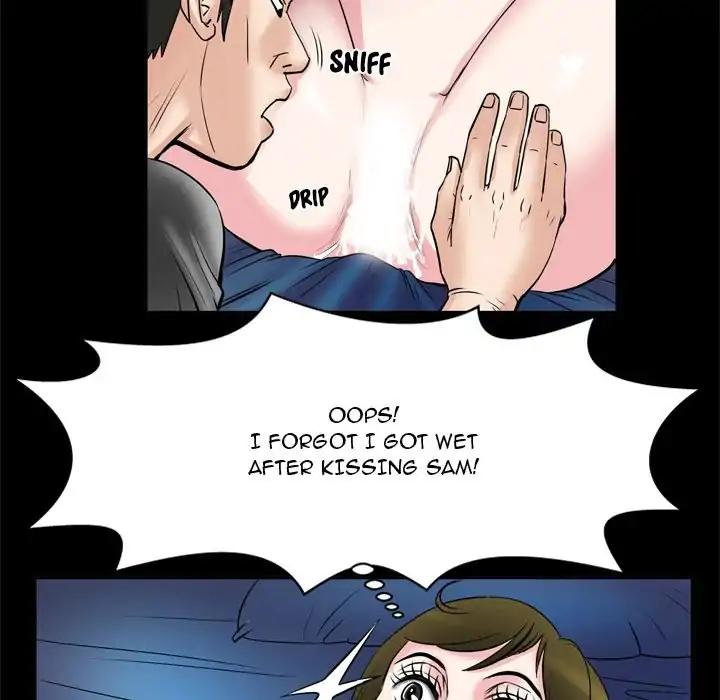 SNIFF
DRIP
OOPS!
I FORGOT I GOT WET
AFTER KISSING SAM!